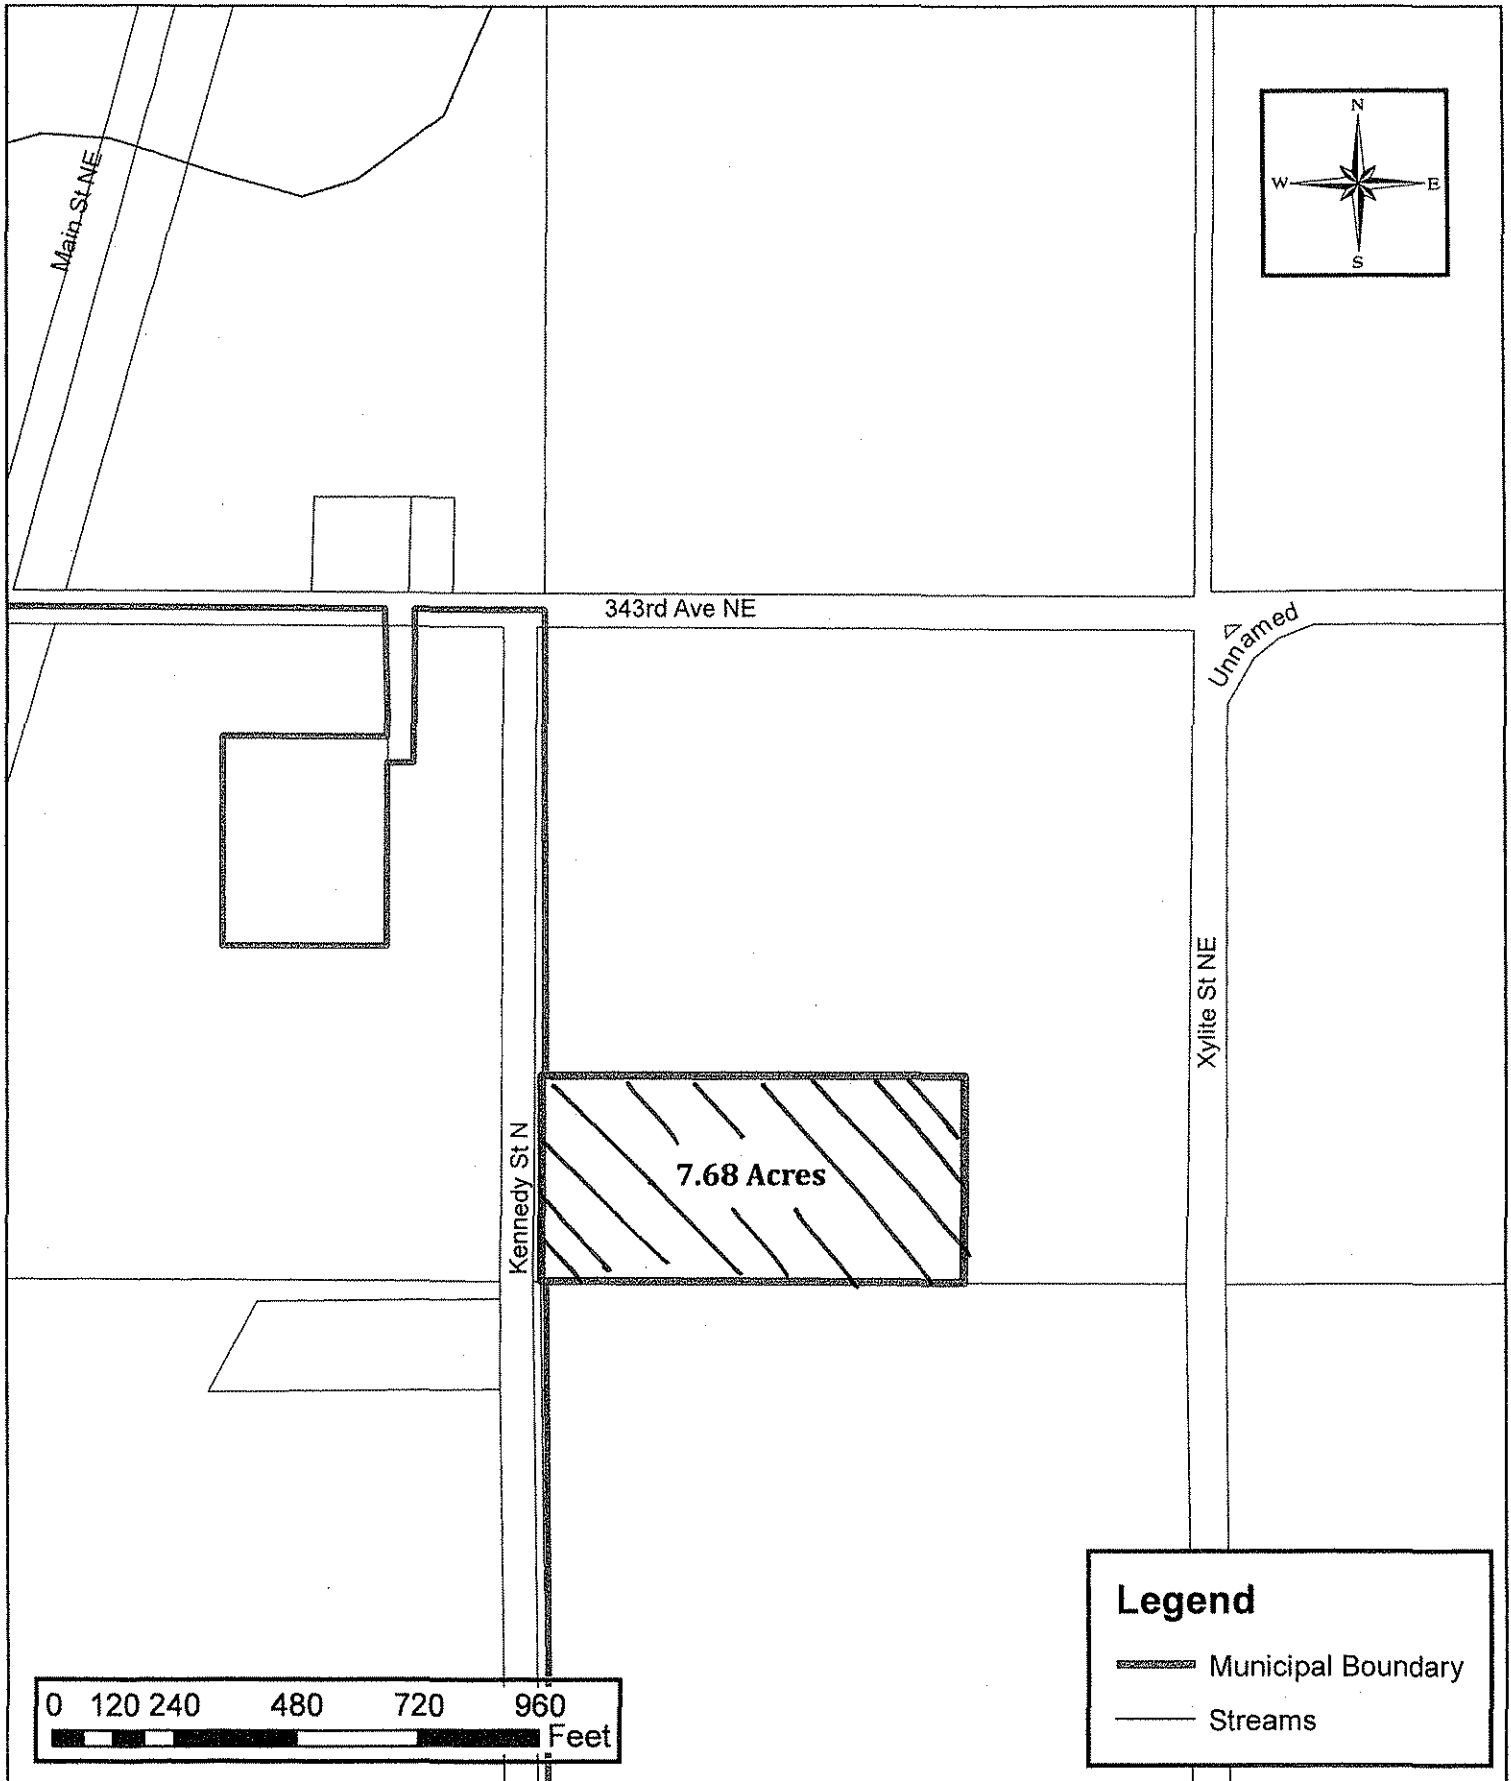 N
W E
S
Main St NE
343rd Ave NE
Unnamed
Xylite St NE
Kennedy St N
7.68 Acres
Legend
Municipal Boundary
Streams
0 120 240 480 720 960
Feet